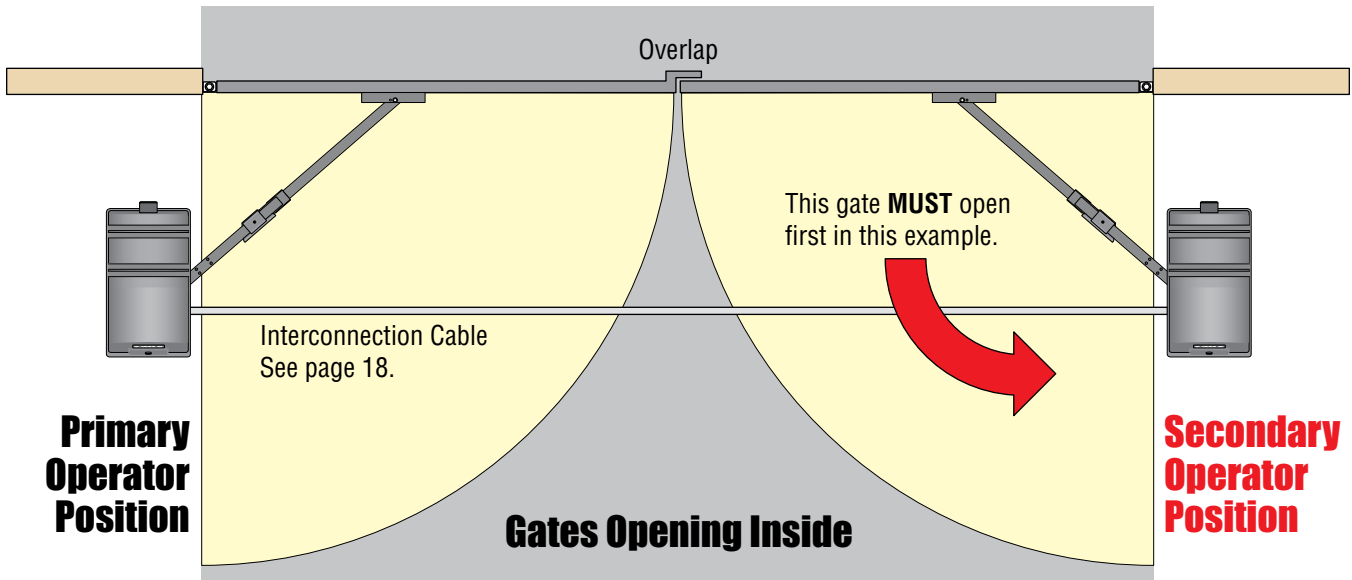 Overlap
This gate MUST open
first in this example.
Interconnection Cable
See page 18.
Primary
Operator
Position
Secondary
Operator
Position
Gates Opening Inside